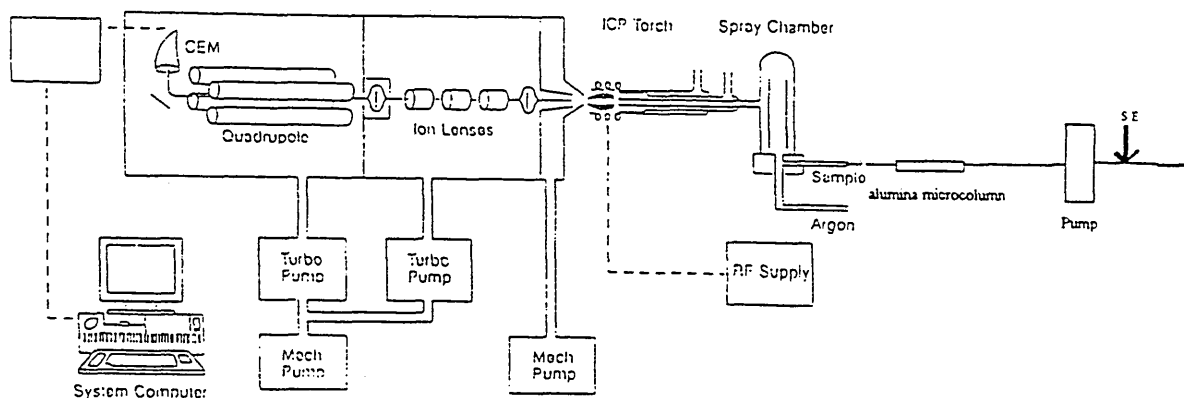 ICP Torch
Spray Chamber
CEM
Quadrupole
Ion Lenses
S E
Sample
alumina microcolumn
Argon
Pump
Turbo
Pump
Turbo
Pump
RF Supply
Mech
Pump
Mech
Pump
System Computer